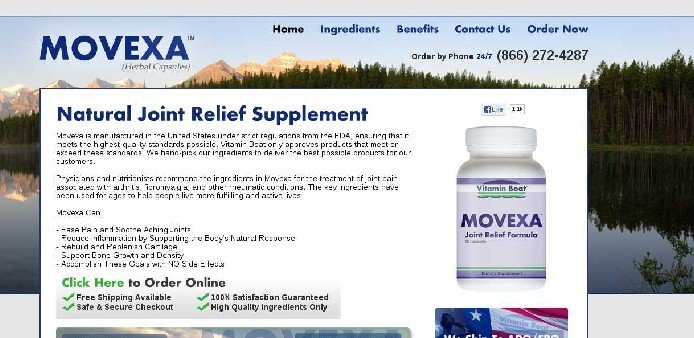 Home Ingredients Benefits Contact Us Order Now
MOVEXA™
(Herbal Capsules)
Order by Phone 24/7 (866) 272-4287
Natural Joint Relief Supplement
Like
Movexa is manufactured in the United States under strict regulations from the FDA, ensuring that it
meets the highest quality standards possible. Vitamin Boat only approves products that meet or
exceed these standards. We hand-pick our ingredients to deliver the best possible products for our
customers.
Physicians and nutritionists recommend the ingredients in Movexa for the treatment of joint pain
associated with arthritis, fibromyalgia, and other rheumatic conditions. The key ingredients have
been used for ages to help people live more fulfilling and active lives.
Movexa Can:
- Ease Pain and Soothe Aching Joints
- Reduce Inflammation by Supporting the Body's Natural Response
- Rebuild and Replenish Cartilage
- Support Bone Growth and Density
- Accomplish These Goals with NO Side Effects
Vitamin Boat
MOVEXA
Joint Relief Formula
Capsules
Dietary Supplement
Click Here to Order Online
Free Shipping Available 100% Satisfaction Guaranteed
Safe & Secure Checkout High Quality Ingredients Only
Vitamin Boat
We Ship To APO/FPO